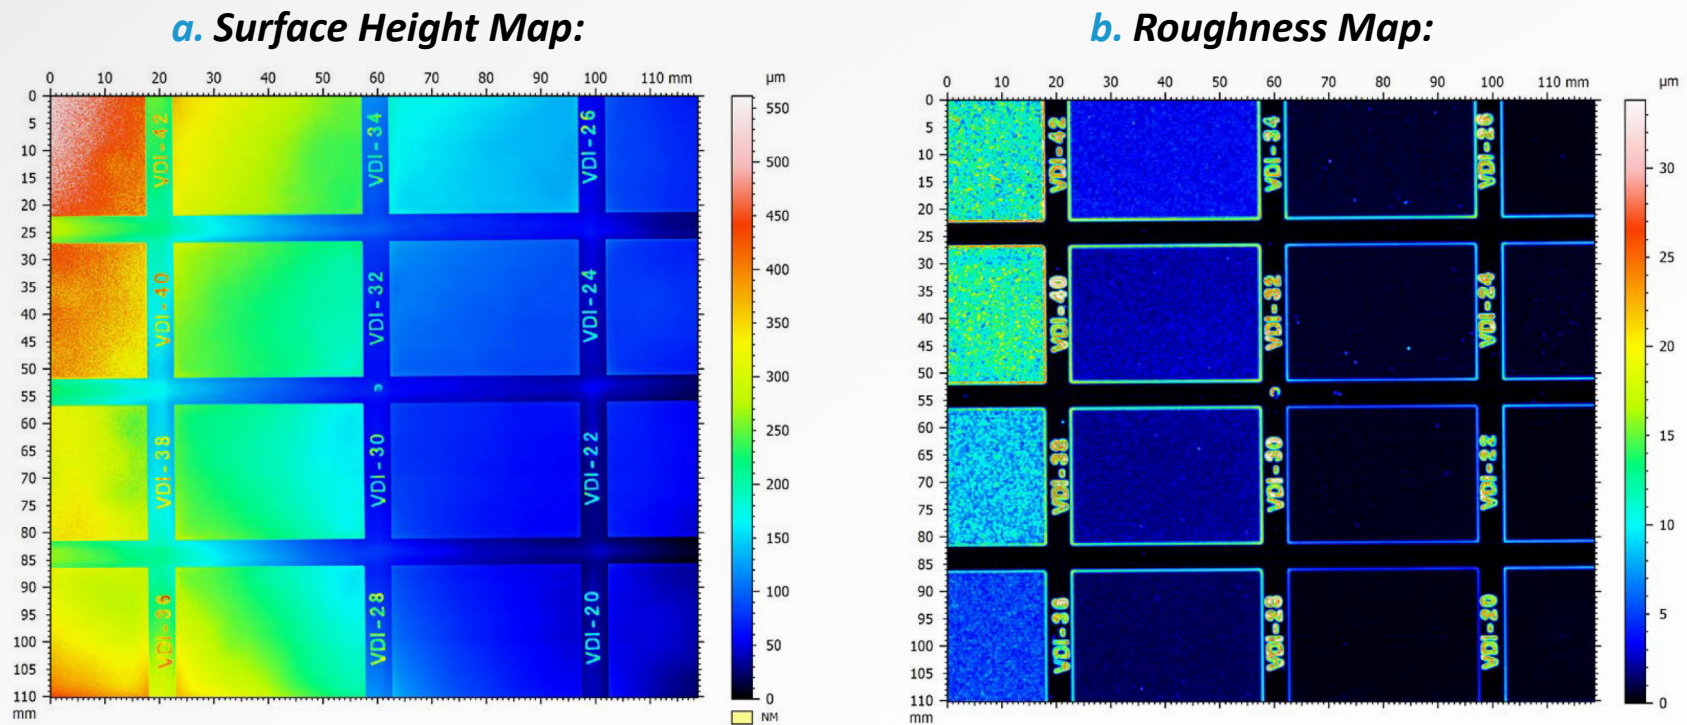 a. Surface Height Map:
0 10 20 30 40 50 60 70 80 90 100 110 mm
µm
0
5
10
15
20
25
30
35
40
45
50
55
60
65
70
75
80
85
90
95
100
105
110
mm
VDI-42
VDI-34
VDI-26
VDI-40
VDI-32
VDI-24
VDI-38
VDI-30
VDI-22
VDI-36
VDI-28
VDI-20
550
500
450
400
350
300
250
200
150
100
50
0
NM
b. Roughness Map:
0 10 20 30 40 50 60 70 80 90 100 110 mm
µm
0
5
10
15
20
25
30
35
40
45
50
55
60
65
70
75
80
85
90
95
100
105
110
mm
VDI-42
VDI-34
VDI-26
VDI-40
VDI-32
VDI-24
VDI-38
VDI-30
VDI-22
VDI-36
VDI-28
VDI-20
30
25
20
15
10
5
0